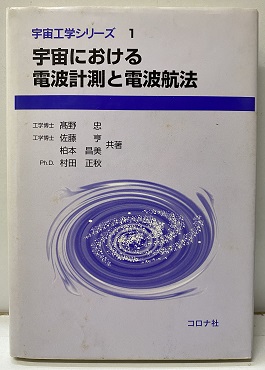 宇宙工学シリーズ 1
宇宙における
電波計測と電波航法
工学博士 髙野 忠
工学博士 佐藤 亨
柏本 昌美
Ph.D. 村田 正秋
共著
コロナ社